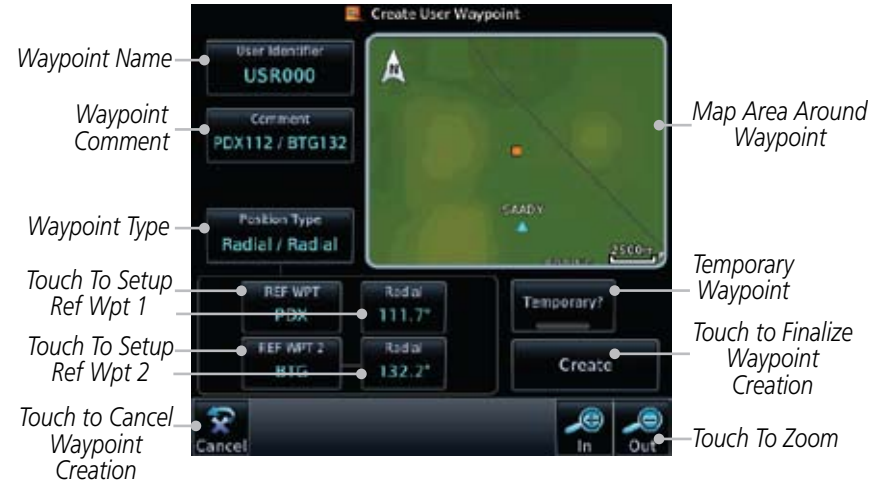 Create User Waypoint
Waypoint Name
User Identifier
USR000
Waypoint
Comment
Comment
PDX112 / BTG132
N
Map Area Around
Waypoint
SAADY
Waypoint Type
Position Type
Radial / Radial
Touch To Setup
Ref Wpt 1
REF WPT
PDX
Radial
111.7°
Temporary?
Temporary
Waypoint
Touch To Setup
Ref Wpt 2
REF WPT 2
BTG
Radial
132.2°
Create
Touch to Finalize
Waypoint
Creation
Touch to Cancel
Waypoint
Creation
Cancel
In
Out
Touch To Zoom